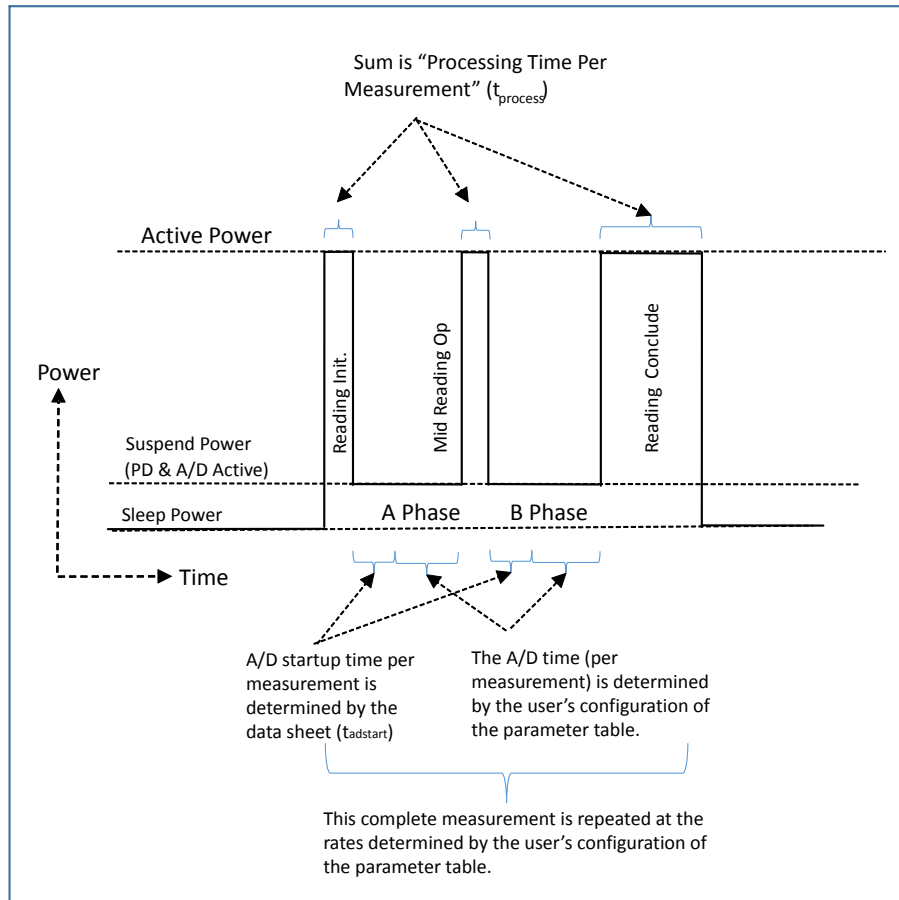 Sum is “Processing Time Per
Measurement” (tprocess)
Active Power
Reading Init.
Mid Reading Op
Reading Conclude
Power
Suspend Power
(PD & A/D Active)
Sleep Power
A Phase
B Phase
Time
A/D startup time per
measurement is
determined by the
data sheet (tadstart)
The A/D time (per
measurement) is determined
by the user’s configuration of
the parameter table.
This complete measurement is repeated at the
rates determined by the user’s configuration of
the parameter table.